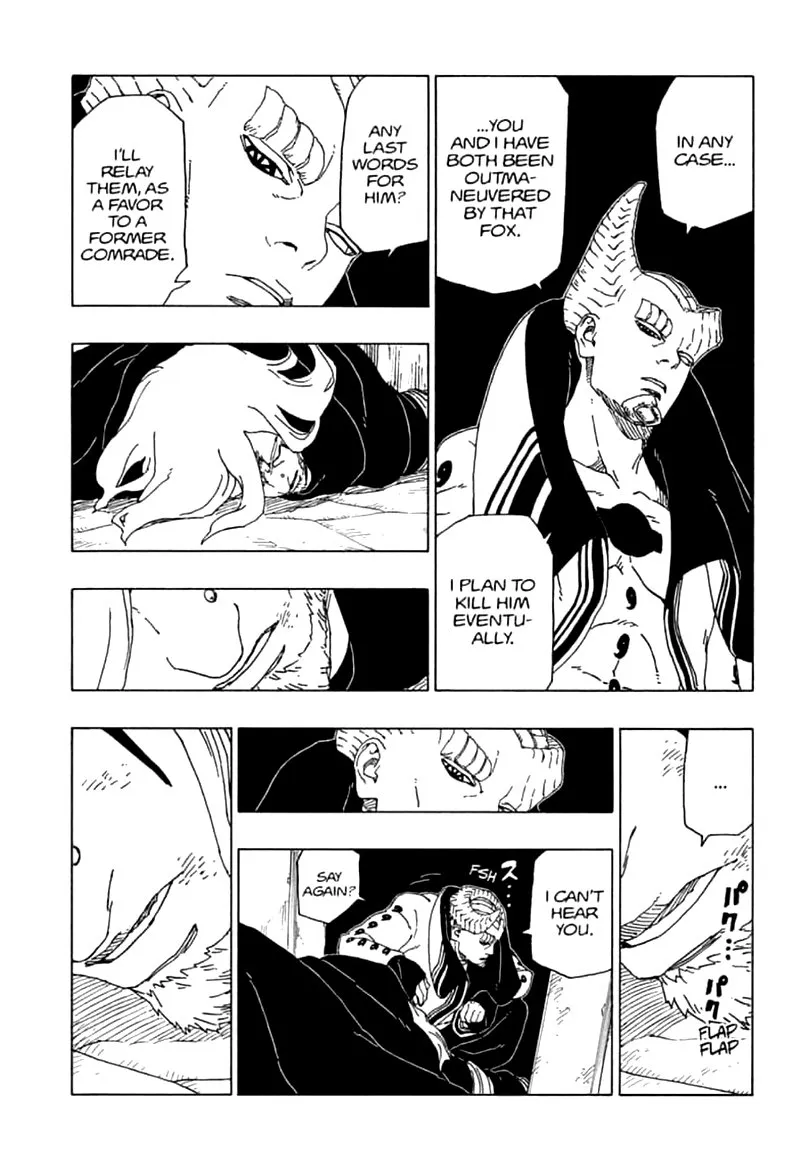 IN ANY
CASE...
...YOU
AND I HAVE
BOTH BEEN
OUTMA-
NEUVERED
BY THAT
FOX.
I PLAN TO
KILL HIM
EVENTU-
ALLY.
ANY
LAST
WORDS
FOR
HIM?
I'LL
RELAY
THEM, AS
A FAVOR
TO A
FORMER
COMRADE.
...
パク…
パク
FLAP
FLAP
I CAN'T
HEAR
YOU.
ス…
FSH
SAY
AGAIN?